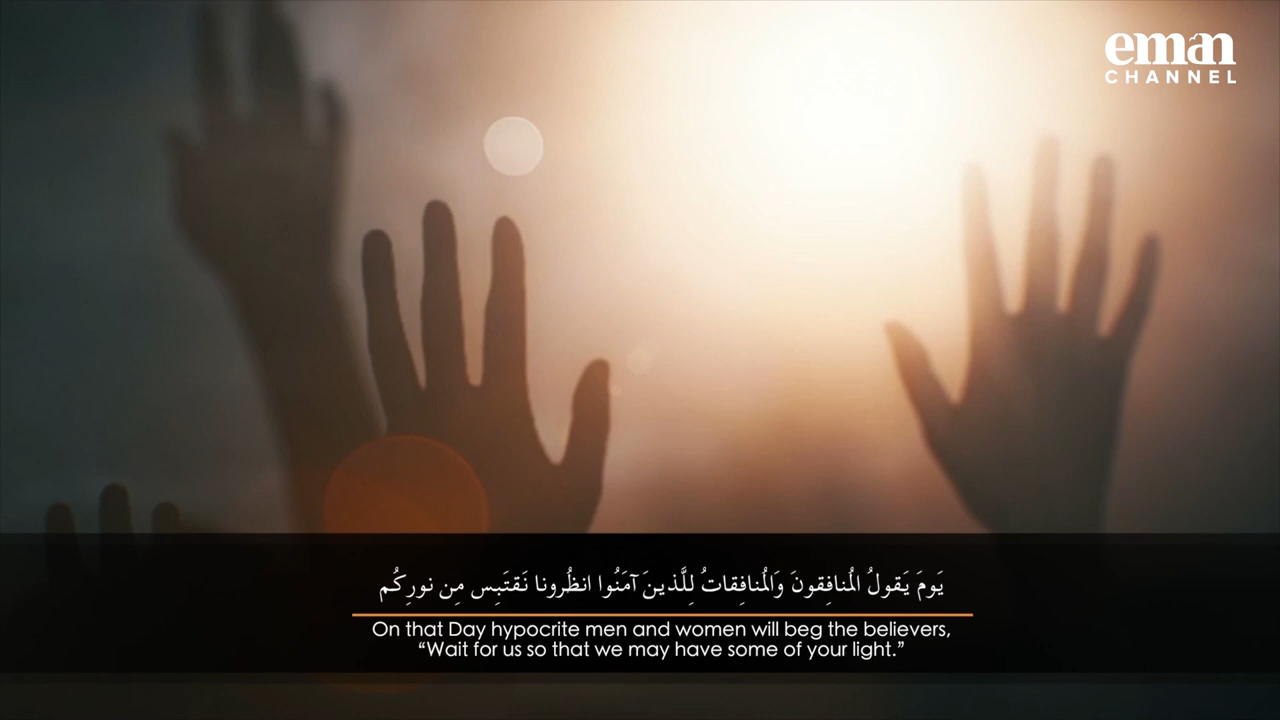 eman
CHANNEL
يَومَ يَقولُ المُنافِقونَ وَالمُنافِقاتُ لِلَّذينَ آمَنُوا انظُرونا نَقتَبِس مِن نورِكُم
On that Day hypocrite men and women will beg the believers,
“Wait for us so that we may have some of your light.”